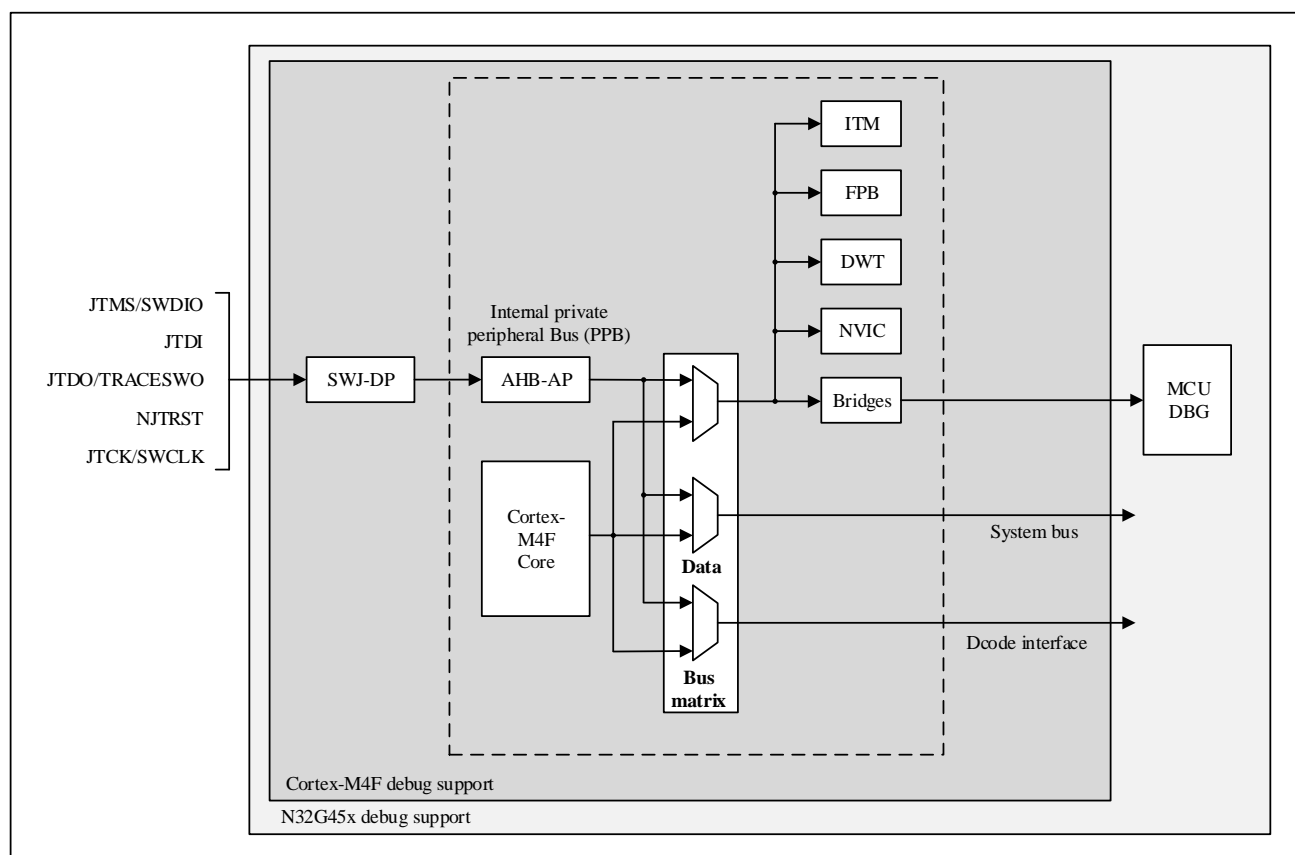 ITM
FPB
DWT
NVIC
Bridges
JTMS/SWDIO
JTDI
JTDO/TRACESWO
NJTRST
JTCK/SWCLK
SWJ-DP
Internal private
peripheral Bus (PPB)
AHB-AP
Cortex-
M4F
Core
Data
Bus
matrix
MCU
DBG
System bus
Dcode interface
Cortex-M4F debug support
N32G45x debug support